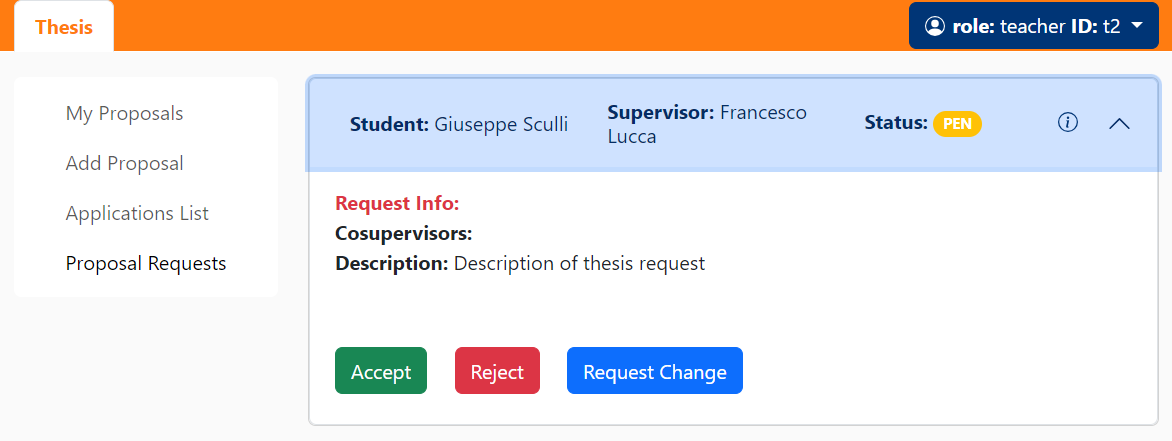 Thesis
role: teacher ID: t2
My Proposals
Add Proposal
Applications List
Proposal Requests
Student: Giuseppe Sculli
Supervisor: Francesco
Lucca
Status: PEN
Request Info:
Cosupervisors:
Description: Description of thesis request
Accept
Reject
Request Change